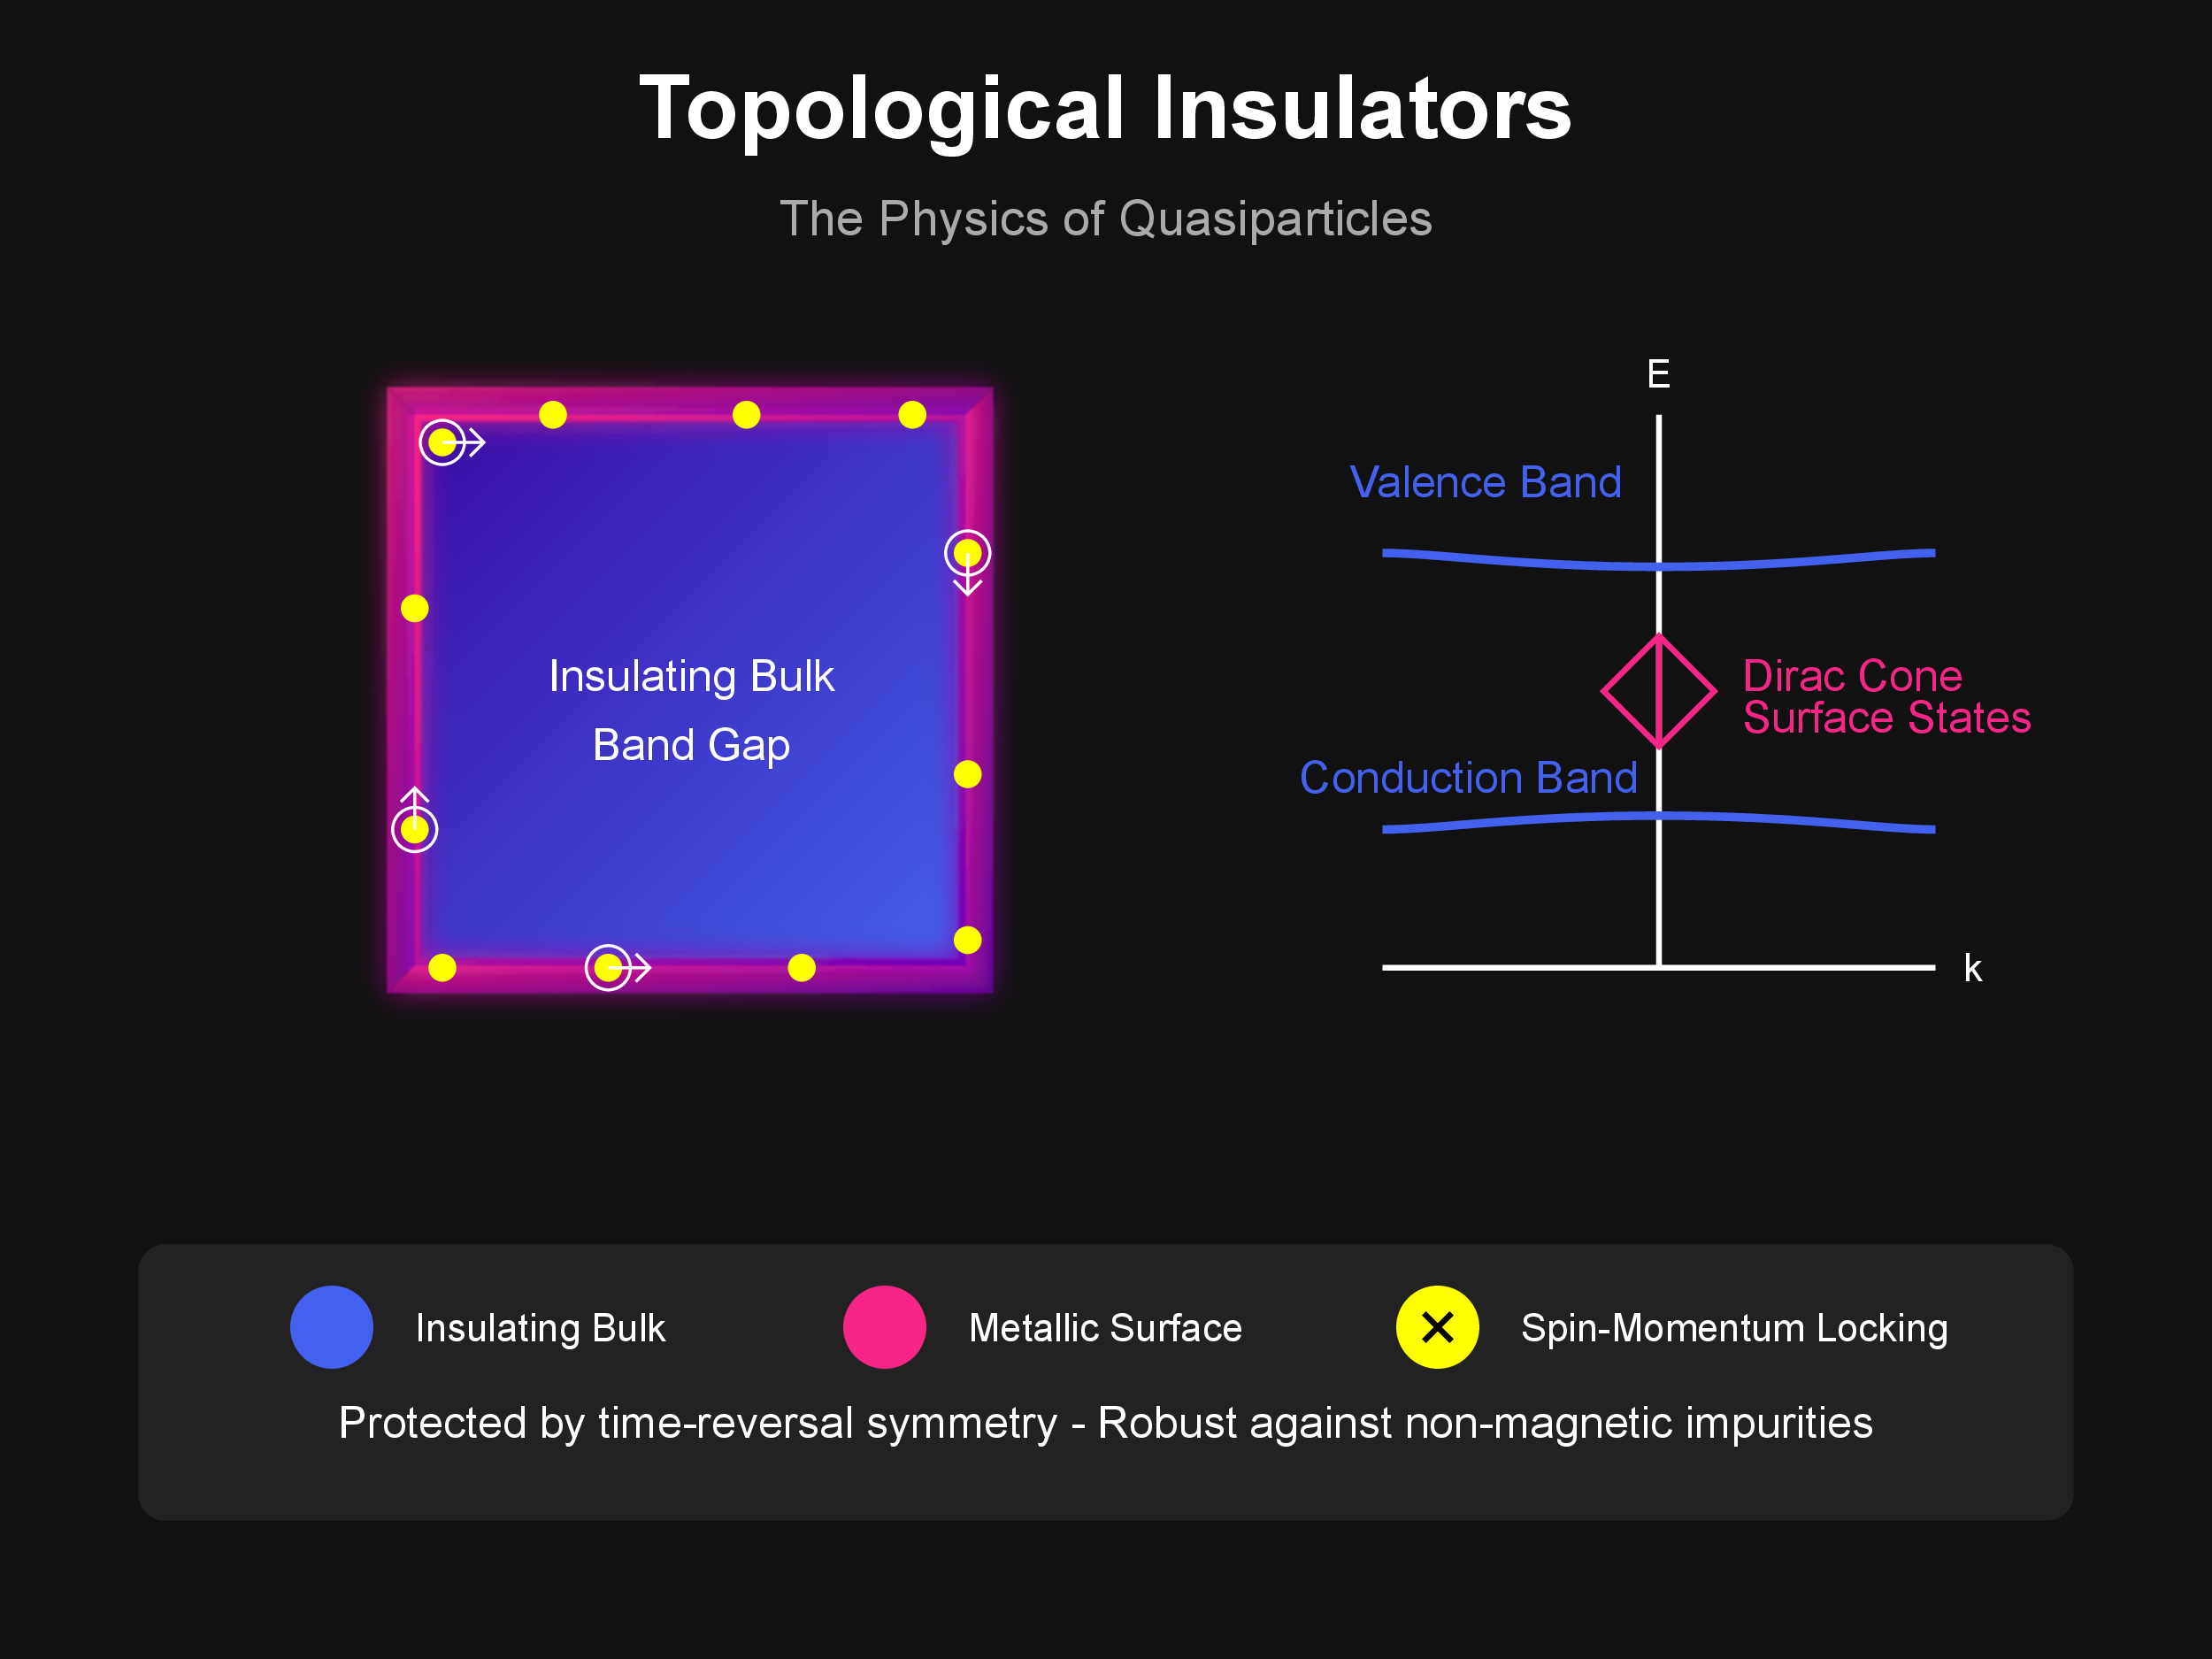 Topological Insulators
The Physics of Quasiparticles
Insulating Bulk
Band Gap
E
Valence Band
Dirac Cone
Surface States
Conduction Band
k
Insulating Bulk
Metallic Surface
Spin-Momentum Locking
Protected by time-reversal symmetry - Robust against non-magnetic impurities